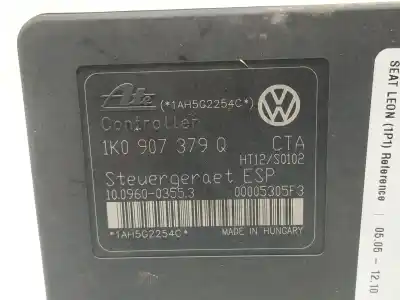 Ate (*1AH5G2254C*)
Controller
1K0 907 379 Q CTA
HT12/S0102
Steuergeraet ESP
10.0960-0355.3 00005305F3
*1AH5G2254C* MADE IN HUNGARY
SEAT LEON (1P1) Reference
05.05 - 12.10